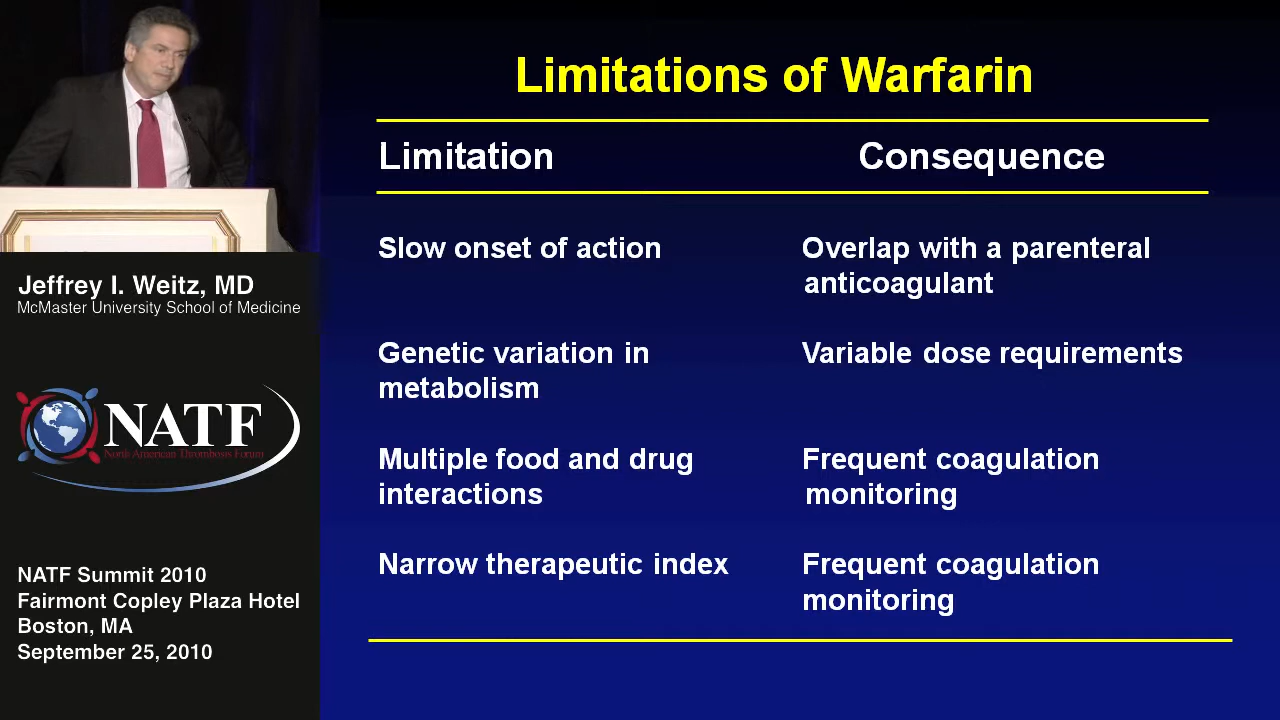 Limitations of Warfarin
Limitation Consequence
Slow onset of action Overlap with a parenteral
anticoagulant
Genetic variation in Variable dose requirements
metabolism
Multiple food and drug Frequent coagulation
interactions monitoring
Narrow therapeutic index Frequent coagulation
monitoring
Jeffrey I. Weitz, MD
McMaster University School of Medicine
NATF
North American Thrombosis Forum
NATF Summit 2010
Fairmont Copley Plaza Hotel
Boston, MA
September 25, 2010